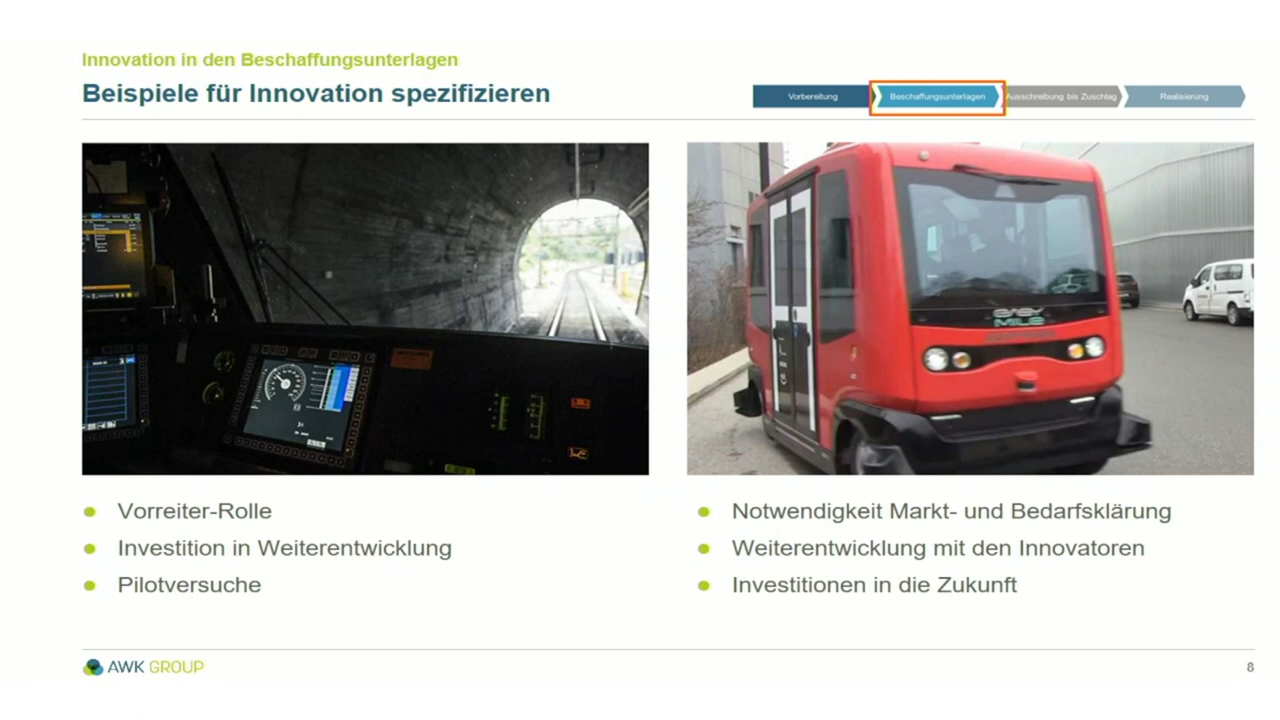 Innovation in den Beschaffungsunterlagen
Beispiele für Innovation spezifizieren
Vorbereitung
Beschaffungsunterlagen
Ausschreibung bis Zuschlag
Realisierung
MILE
Vorreiter-Rolle
Investition in Weiterentwicklung
Pilotversuche
Notwendigkeit Markt- und Bedarfsklärung
Weiterentwicklung mit den Innovatoren
Investitionen in die Zukunft
AWK GROUP
8